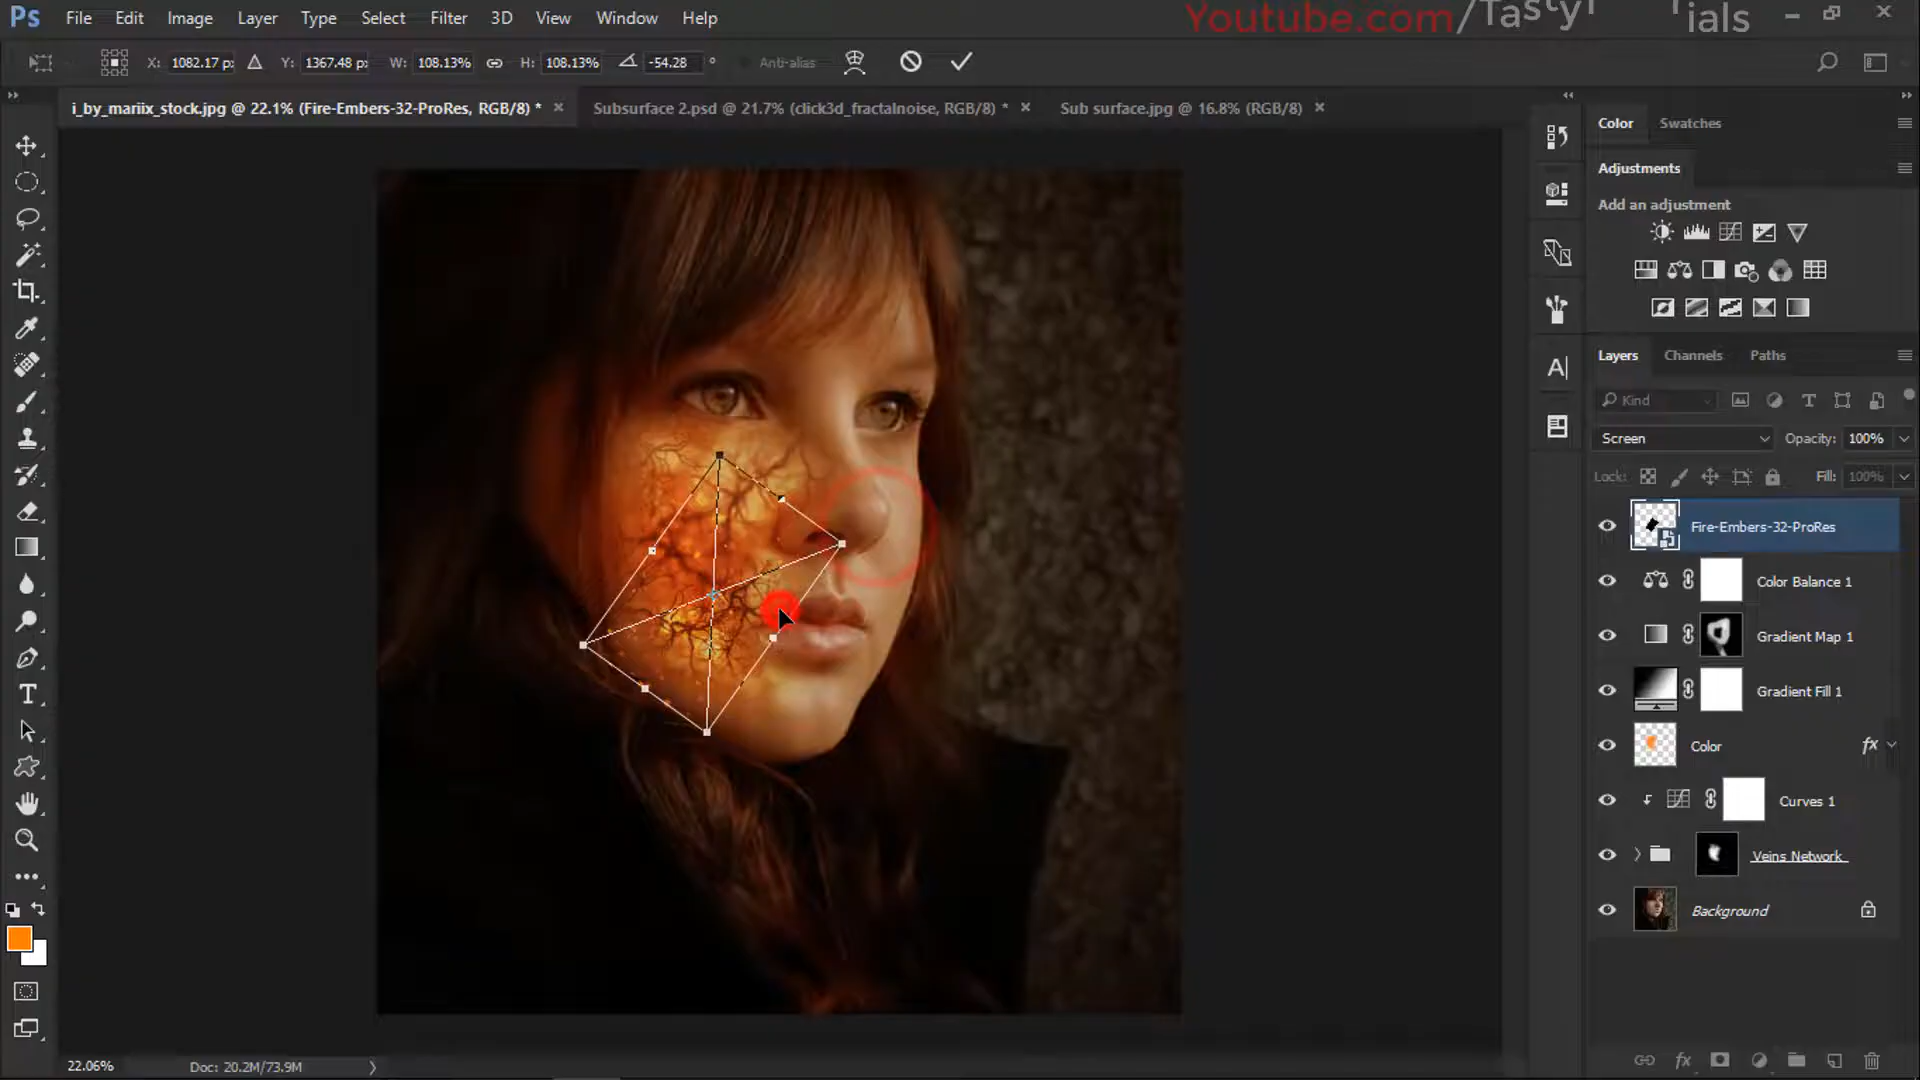 Ps File Edit Image Layer Type Select Filter 3D View Window Help
Youtube.com/Tasty ials
X: 1082.17 p: Y: 1367.48 p: W: 108.13% H: 108.13% -54.28 ° Anti-alias
i_by_mariix_stock.jpg @ 22.1% (Fire-Embers-32-ProRes, RGB/8) * Subsurface 2.psd @ 21.7% (click3d_fractalnoise, RGB/8) * Sub surface.jpg @ 16.8% (RGB/8)
Color Swatches
Adjustments
Add an adjustment
Layers Channels Paths
Kind
Screen Opacity: 100%
Lock: Fill: 100%
Fire-Embers-32-ProRes
Color Balance 1
Gradient Map 1
Gradient Fill 1
Color fx
Curves 1
Veins Network
Background
22.06% Doc: 20.2M/73.9M